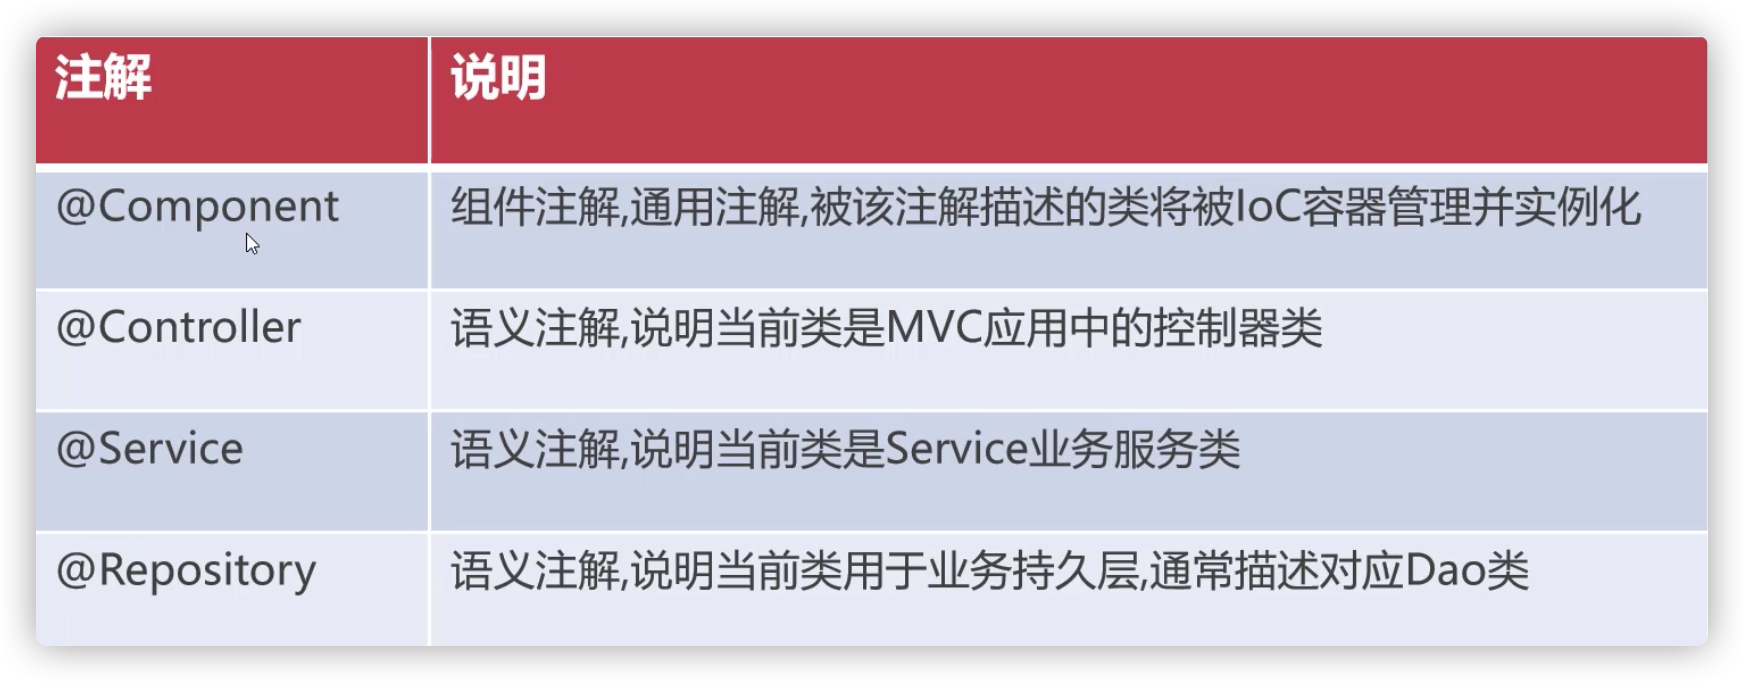 注解 说明
@Component 组件注解,通用注解,被该注解描述的类将被IoC容器管理并实例化
@Controller 语义注解,说明当前类是MVC应用中的控制器类
@Service 语义注解,说明当前类是Service业务服务类
@Repository 语义注解,说明当前类用于业务持久层,通常描述对应Dao类